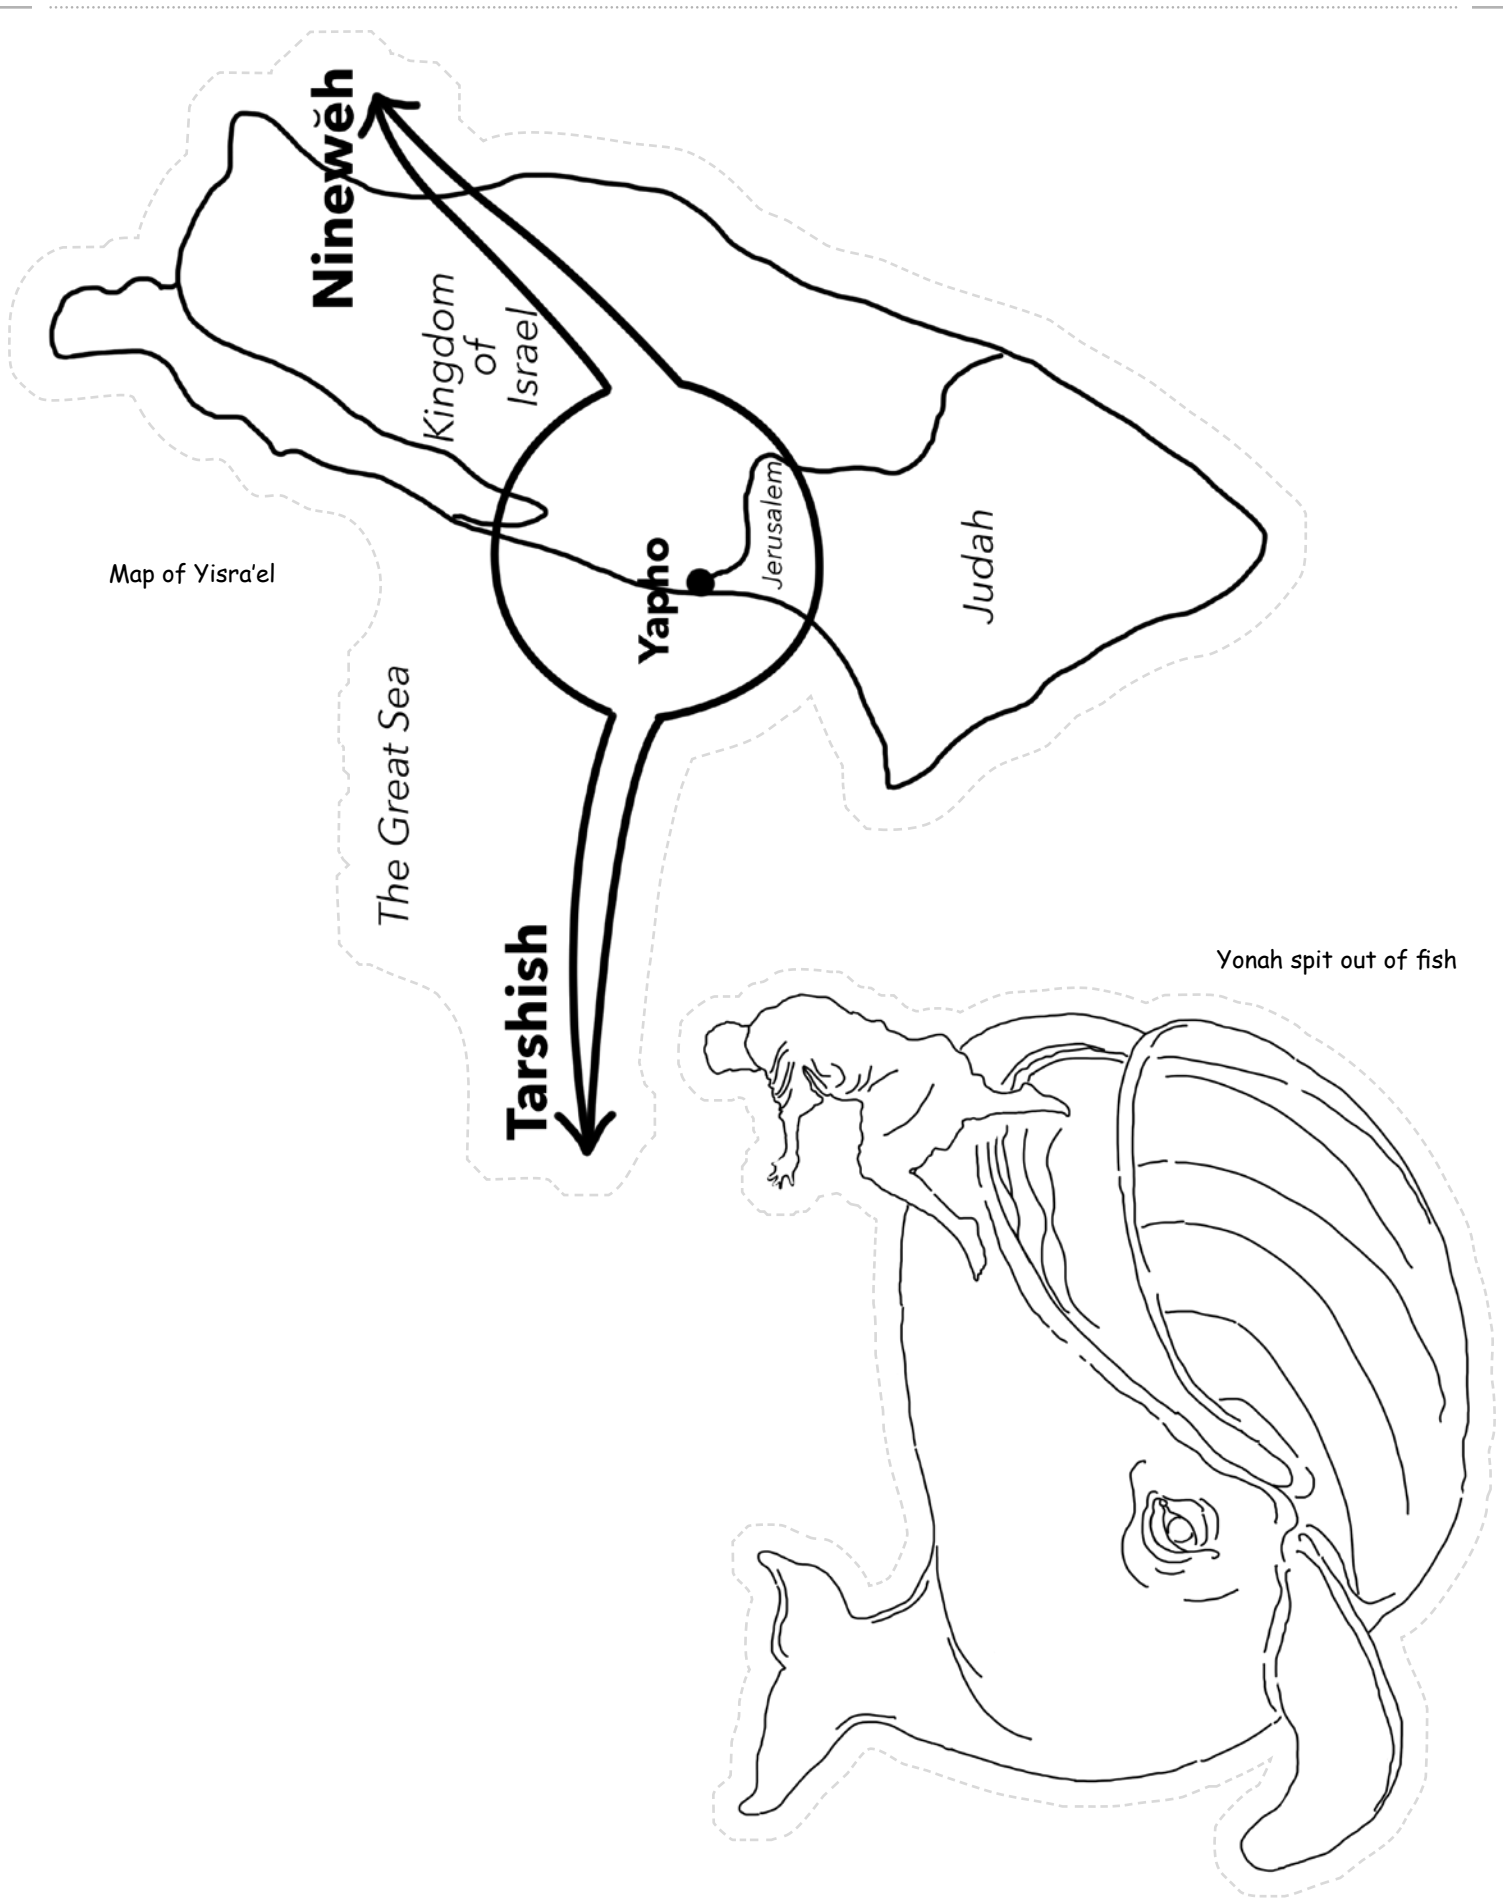 Ninewĕh
Kingdom
of
Israel
Jerusalem
Yapho
Judah
Map of Yisra'el
The Great Sea
Tarshish
Yonah spit out of fish